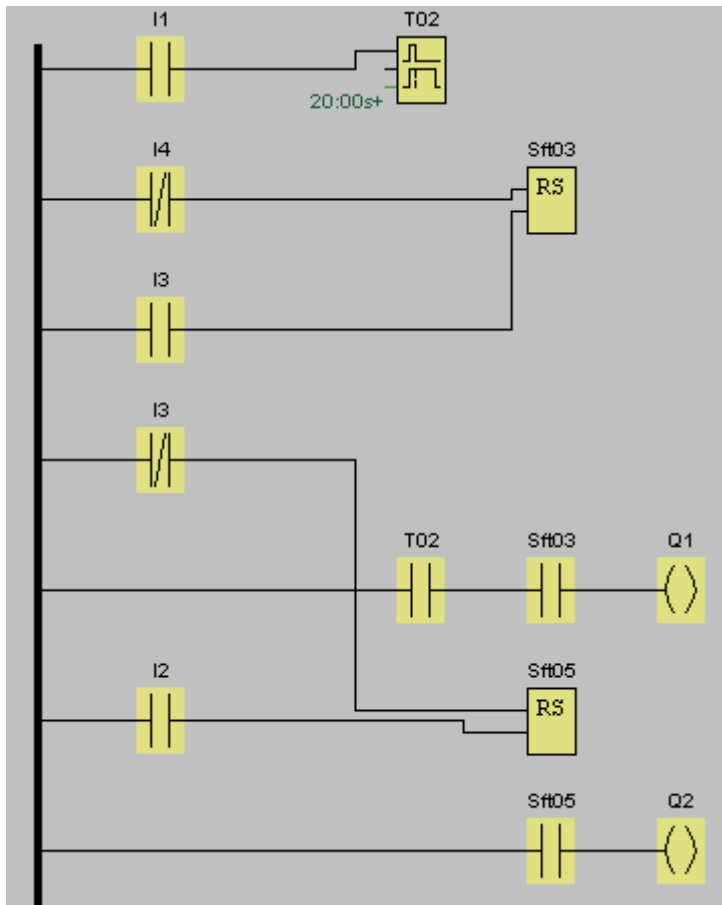 I1
T02
20:00s+
I4
Sft03
RS
I3
I3
T02
Sft03
Q1
I2
Sft05
RS
Sft05
Q2